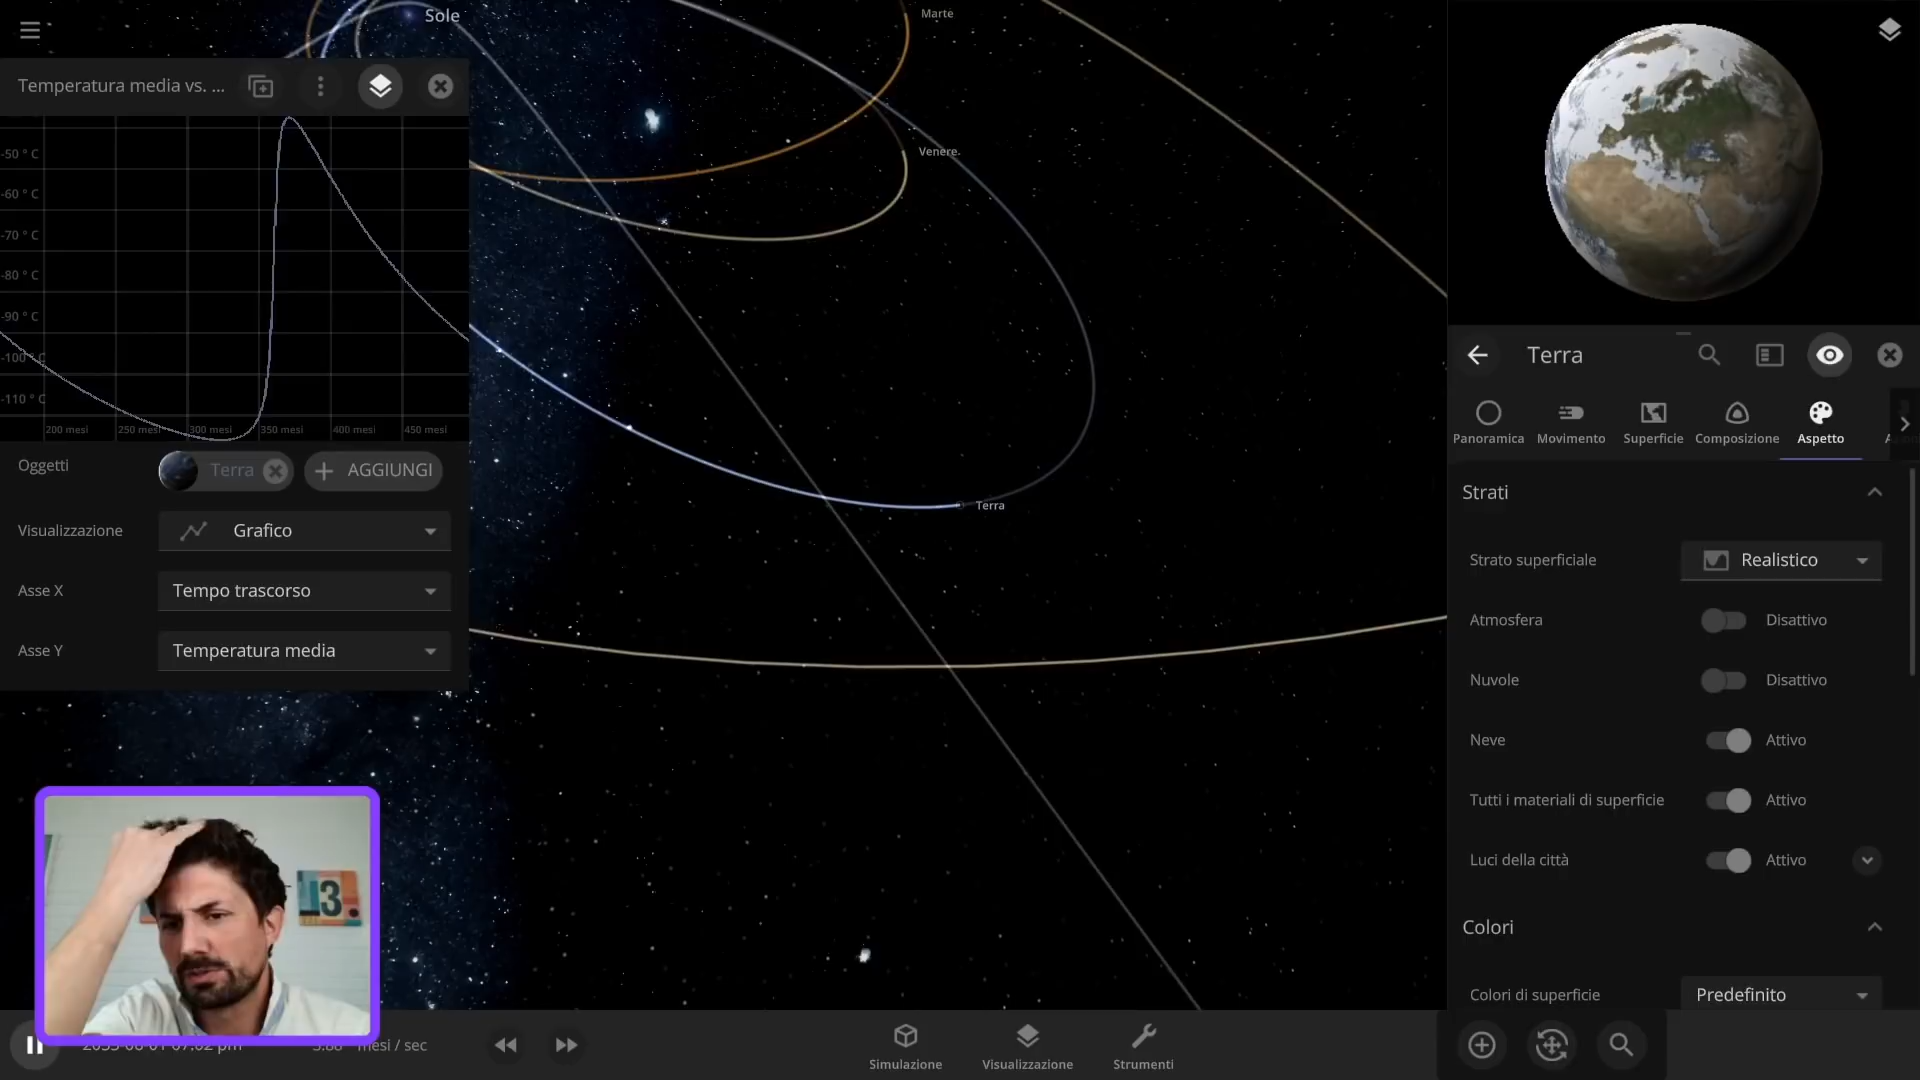 Sole
Marte
Venere
Terra
Temperatura media vs. ...
-50 ° C
-60 ° C
-70 ° C
-80 ° C
-90 ° C
-100 ° C
-110 ° C
200 mesi
250 mesi
300 mesi
350 mesi
400 mesi
450 mesi
Oggetti
Terra
AGGIUNGI
Visualizzazione
Grafico
Asse X
Tempo trascorso
Asse Y
Temperatura media
13.
mesi / sec
Simulazione
Visualizzazione
Strumenti
Terra
Panoramica
Movimento
Superficie
Composizione
Aspetto
Strati
Strato superficiale
Realistico
Atmosfera
Disattivo
Nuvole
Disattivo
Neve
Attivo
Tutti i materiali di superficie
Attivo
Luci della città
Attivo
Colori
Colori di superficie
Predefinito